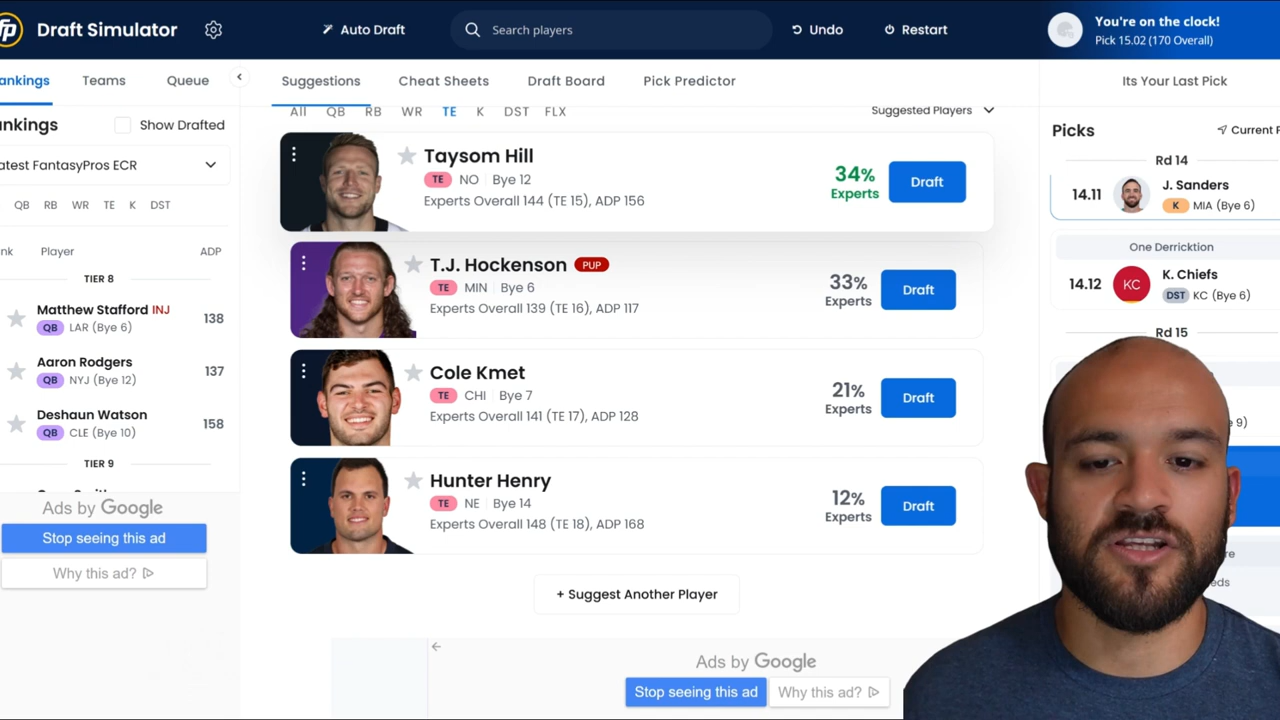 fp
Draft Simulator
Auto Draft
Search players
Undo
Restart
You're on the clock!
Pick 15.02 (170 Overall)
ankings
Teams
Queue
Suggestions
Cheat Sheets
Draft Board
Pick Predictor
Its Your Last Pick
ankings
Show Drafted
atest FantasyPros ECR
QB RB WR TE K DST
nk Player ADP
TIER 8
Matthew Stafford INJ
QB LAR (Bye 6)
138
Aaron Rodgers
QB NYJ (Bye 12)
137
Deshaun Watson
QB CLE (Bye 10)
158
TIER 9
Ads by Google
Stop seeing this ad
Why this ad?
All QB RB WR TE K DST FLX
Suggested Players
Taysom Hill
TE NO Bye 12
Experts Overall 144 (TE 15), ADP 156
34%
Experts
Draft
T.J. Hockenson PUP
TE MIN Bye 6
Experts Overall 139 (TE 16), ADP 117
33%
Experts
Draft
Cole Kmet
TE CHI Bye 7
Experts Overall 141 (TE 17), ADP 128
21%
Experts
Draft
Hunter Henry
TE NE Bye 14
Experts Overall 148 (TE 18), ADP 168
12%
Experts
Draft
+ Suggest Another Player
Ads by Google
Stop seeing this ad
Why this ad?
Picks
Current P
Rd 14
14.11
J. Sanders
K MIA (Bye 6)
One Derricktion
14.12
KC
K. Chiefs
DST KC (Bye 6)
Rd 15
e 9)
re
eds